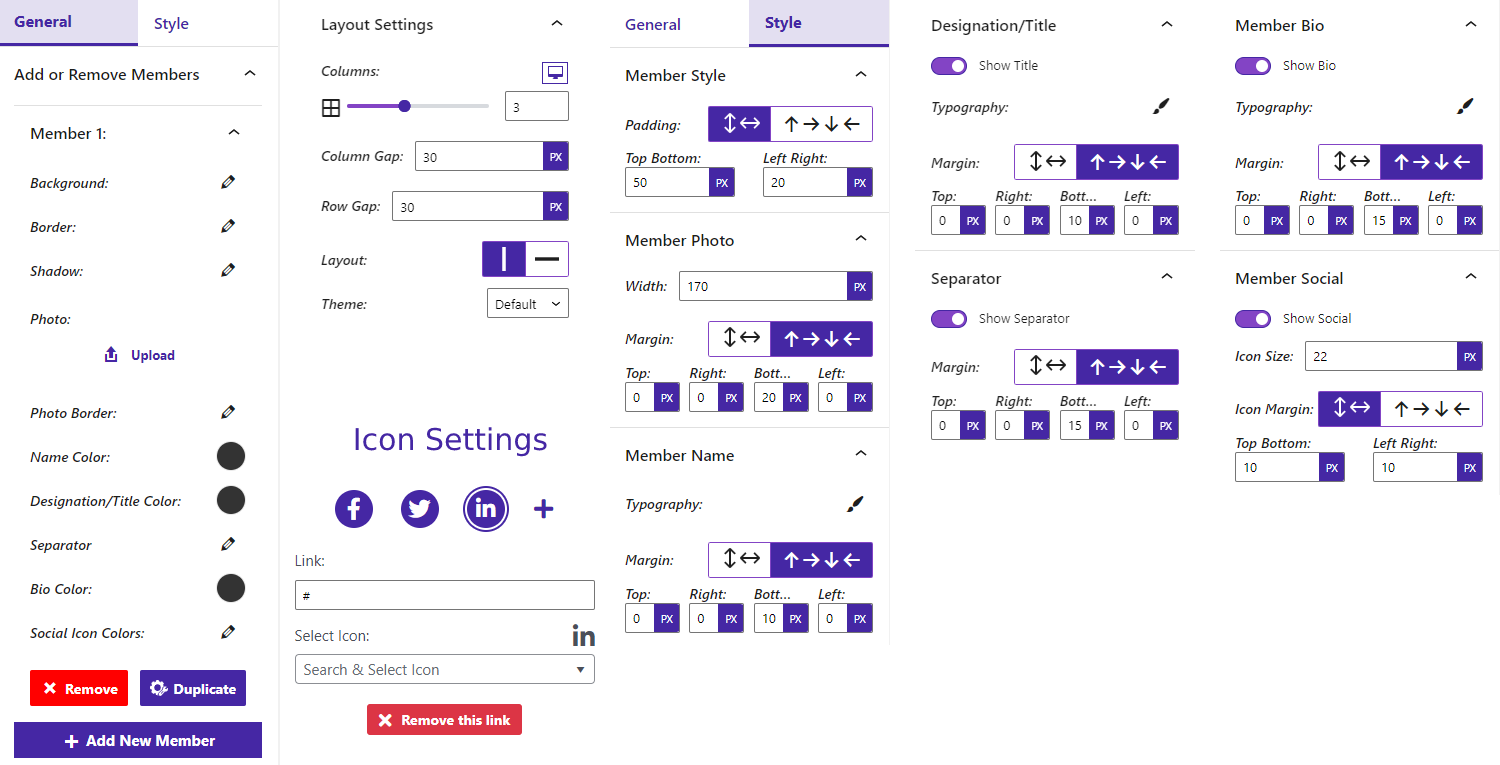 General
Style
Add or Remove Members
Member 1:
Background:
Border:
Shadow:
Photo:
Upload
Photo Border:
Name Color:
Designation/Title Color:
Separator
Bio Color:
Social Icon Colors:
Remove
Duplicate
Add New Member
Layout Settings
Columns:
3
Column Gap:
30
PX
Row Gap:
30
PX
Layout:
Theme:
Default
Icon Settings
Link:
#
Select Icon:
in
Search & Select Icon
Remove this link
General
Style
Member Style
Padding:
Top Bottom: Left Right:
50 PX 20 PX
Member Photo
Width:
170
PX
Margin:
Top: Right: Bott... Left:
0 PX 0 PX 20 PX 0 PX
Member Name
Typography:
Margin:
Top: Right: Bott... Left:
0 PX 0 PX 10 PX 0 PX
Designation/Title
Show Title
Typography:
Margin:
Top: Right: Bott... Left:
0 PX 0 PX 10 PX 0 PX
Separator
Show Separator
Margin:
Top: Right: Bott... Left:
0 PX 0 PX 15 PX 0 PX
Member Bio
Show Bio
Typography:
Margin:
Top: Right: Bott... Left:
0 PX 0 PX 15 PX 0 PX
Member Social
Show Social
Icon Size:
22
PX
Icon Margin:
Top Bottom: Left Right:
10 PX 10 PX